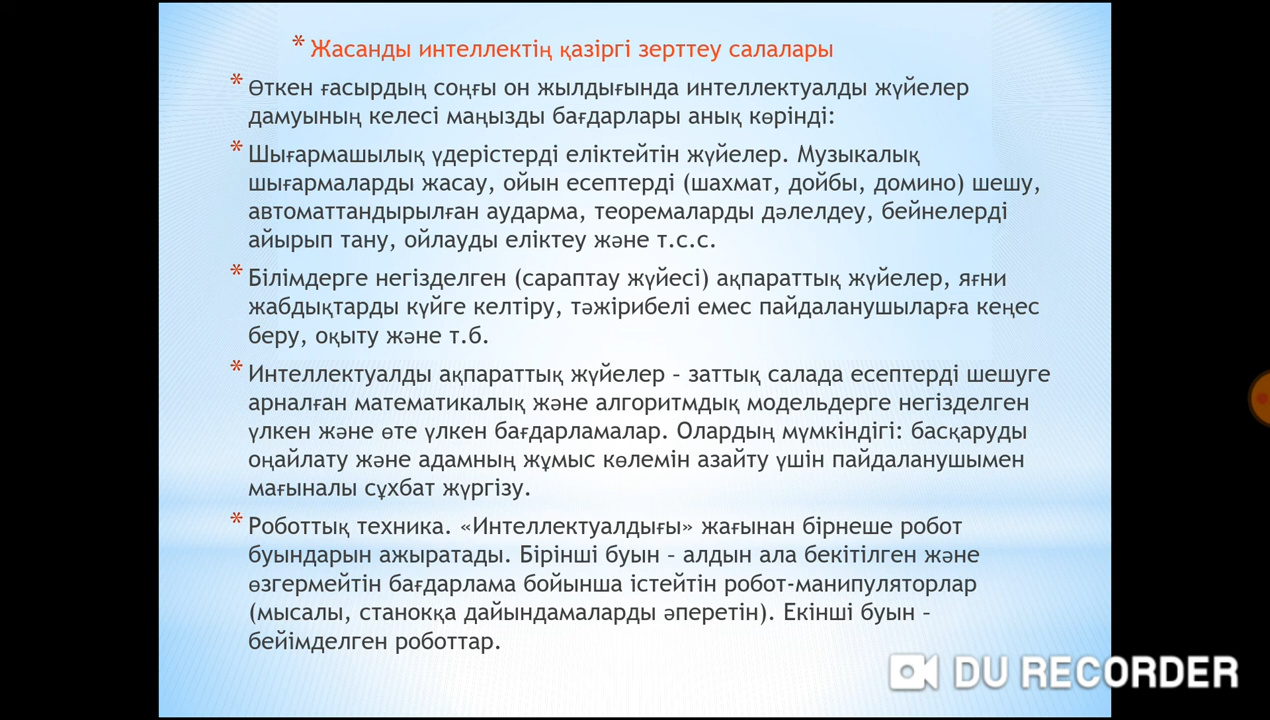 * Жасанды интеллектің қазіргі зерттеу салалары
* Өткен ғасырдың соңғы он жылдығында интеллектуалды жүйелер
дамуының келесі маңызды бағдарлары анық көрінді:
* Шығармашылық үдерістерді еліктейтін жүйелер. Музыкалық
шығармаларды жасау, ойын есептерді (шахмат, дойбы, домино) шешу,
автоматтандырылған аударма, теоремаларды дәлелдеу, бейнелерді
айырып тану, ойлауды еліктеу және т.с.с.
* Білімдерге негізделген (сараптау жүйесі) ақпараттық жүйелер, яғни
жабдықтарды күйге келтіру, тәжірибелі емес пайдаланушыларға кеңес
беру, оқыту және т.б.
* Интеллектуалды ақпараттық жүйелер – заттық салада есептерді шешуге
арналған математикалық және алгоритмдық модельдерге негізделген
үлкен және өте үлкен бағдарламалар. Олардың мүмкіндігі: басқаруды
оңайлату және адамның жұмыс көлемін азайту үшін пайдаланушымен
мағыналы сұхбат жүргізу.
* Роботтық техника. «Интеллектуалдығы» жағынан бірнеше робот
буындарын ажыратады. Бірінші буын – алдын ала бекітілген және
өзгермейтін бағдарлама бойынша істейтін робот-манипуляторлар
(мысалы, станокқа дайындамаларды әперетін). Екінші буын –
бейімделген роботтар.
DU RECORDER